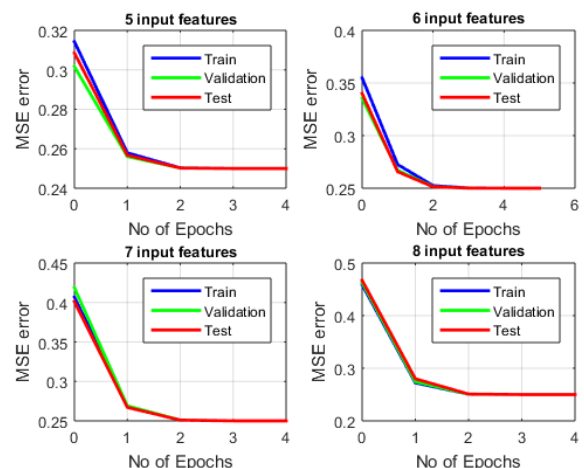 5 input features
0.32
0.3
0.28
0.26
0.24
MSE error
Train
Validation
Test
0 1 2 3 4
No of Epochs
6 input features
0.4
0.35
0.3
0.25
MSE error
Train
Validation
Test
0 2 4 6
No of Epochs
7 input features
0.45
0.4
0.35
0.3
0.25
MSE error
Train
Validation
Test
0 1 2 3 4
No of Epochs
8 input features
0.5
0.4
0.3
0.2
MSE error
Train
Validation
Test
0 1 2 3 4
No of Epochs